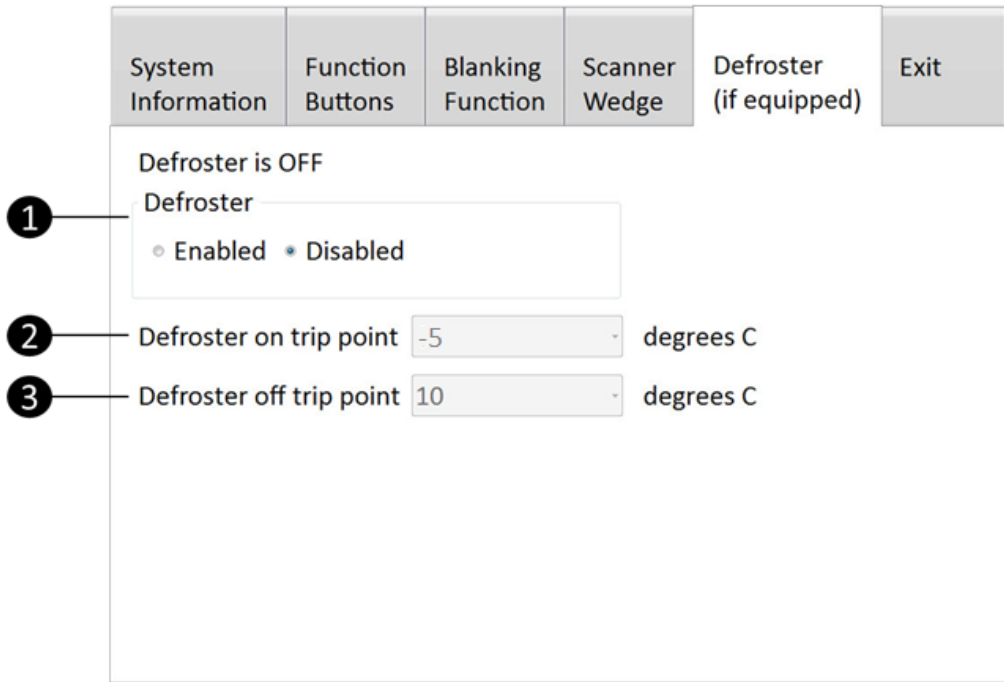 System Information
Function Buttons
Blanking Function
Scanner Wedge
Defroster (if equipped)
Exit
Defroster is OFF
1
Defroster
Enabled Disabled
2
Defroster on trip point -5 degrees C
3
Defroster off trip point 10 degrees C